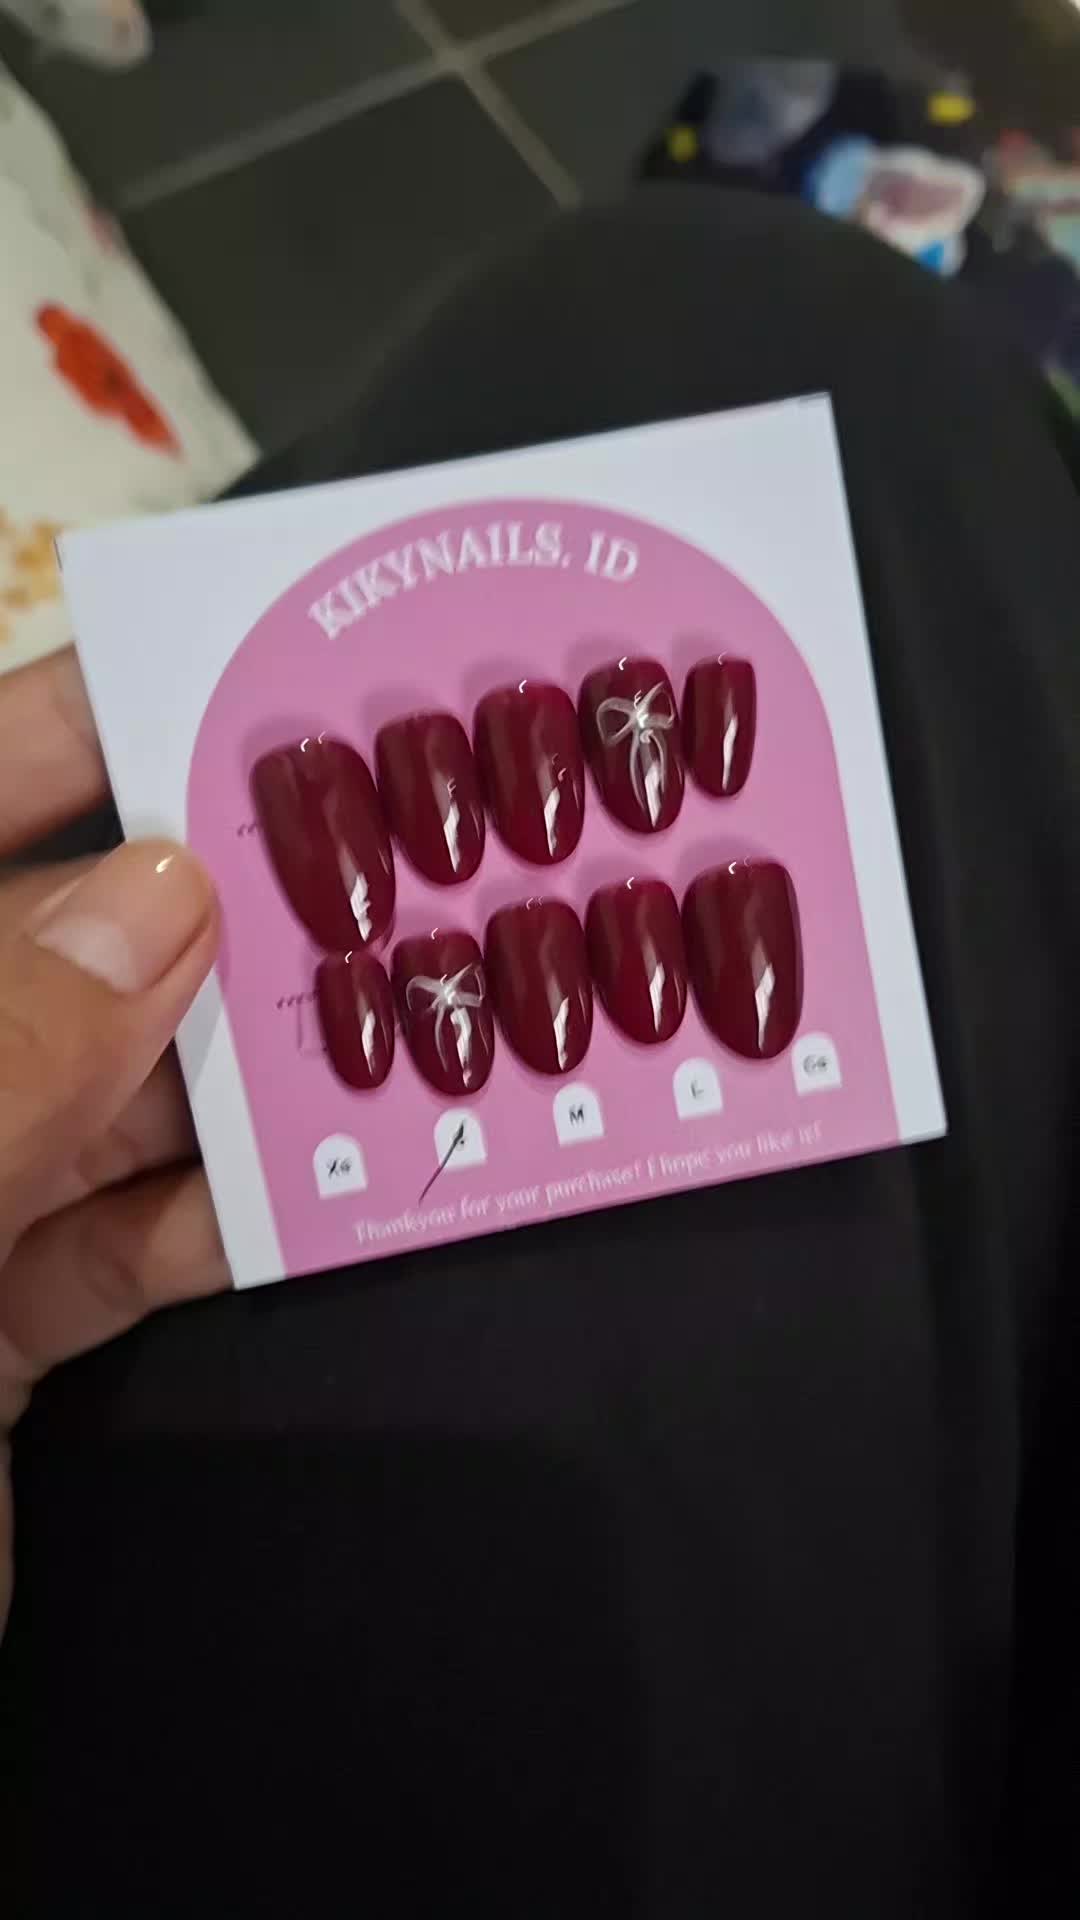 KIKYNAILS. ID
XS
M
L
Thankyou for your purchase! I hope you like it!